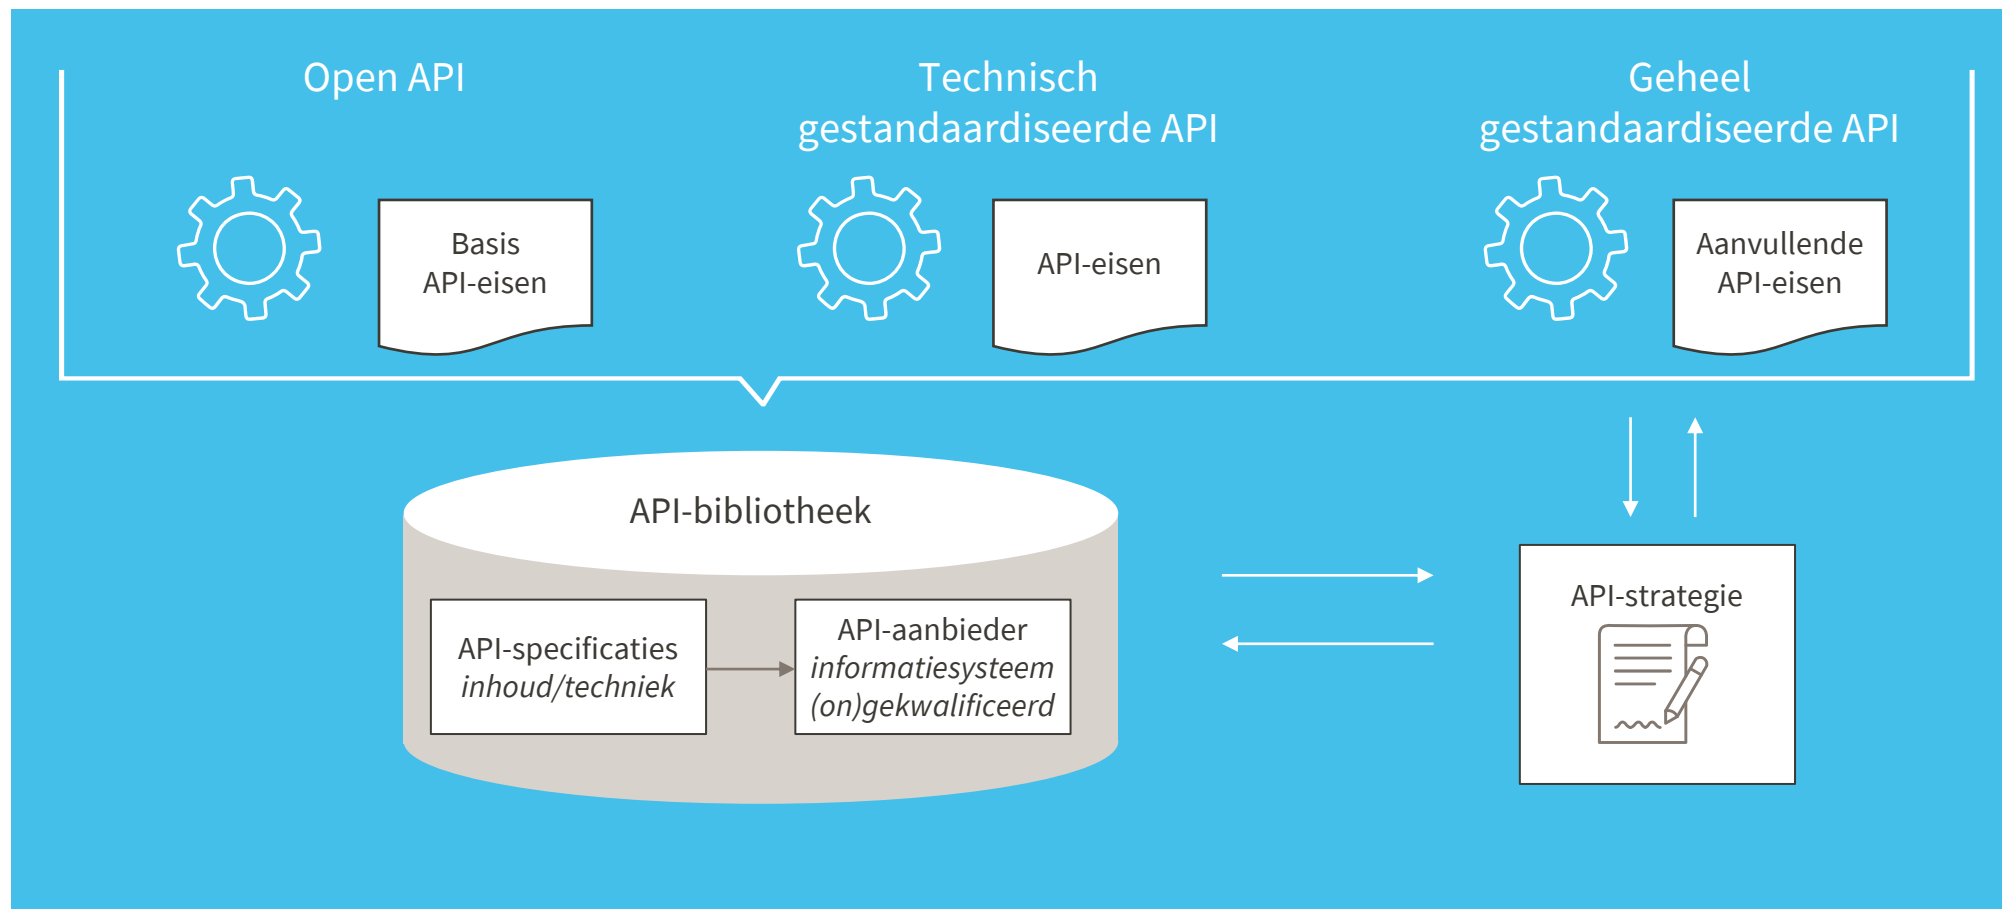 Open API
Technisch
gestandaardiseerde API
Geheel
gestandaardiseerde API
Basis
API-eisen
API-eisen
Aanvullende
API-eisen
API-bibliotheek
API-specificaties
inhoud/techniek
API-aanbieder
informatiesysteem
(on)gekwalificeerd
API-strategie